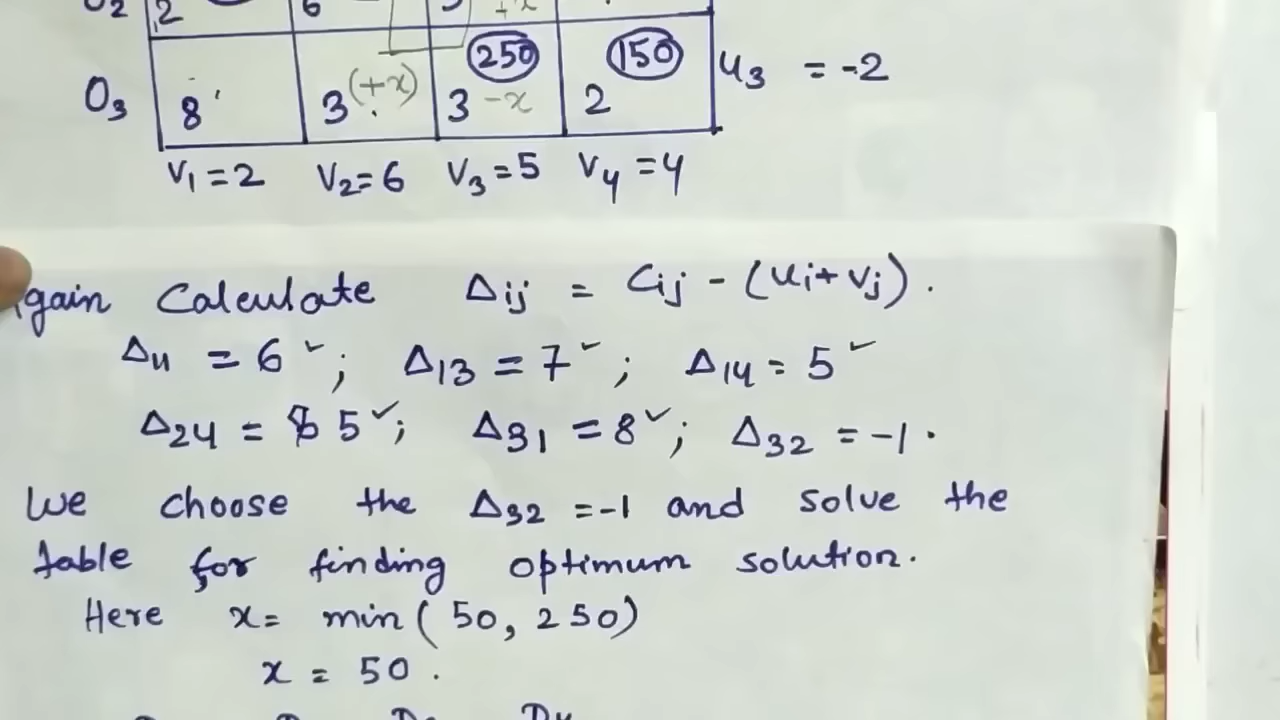 2 6
+x
250 150
O3 8 3 (+x) 3 -x 2 u3 = -2
V1 = 2 V2 = 6 V3 = 5 V4 = 4
gain Calculate Δij = Cij - (ui + vj).
Δ11 = 6 ✓; Δ13 = 7 ✓; Δ14 = 5 ✓
Δ24 = 5 ✓; Δ31 = 8 ✓; Δ32 = -1.
We choose the Δ32 = -1 and solve the
table for finding optimum solution.
Here x = min (50, 250)
x = 50.